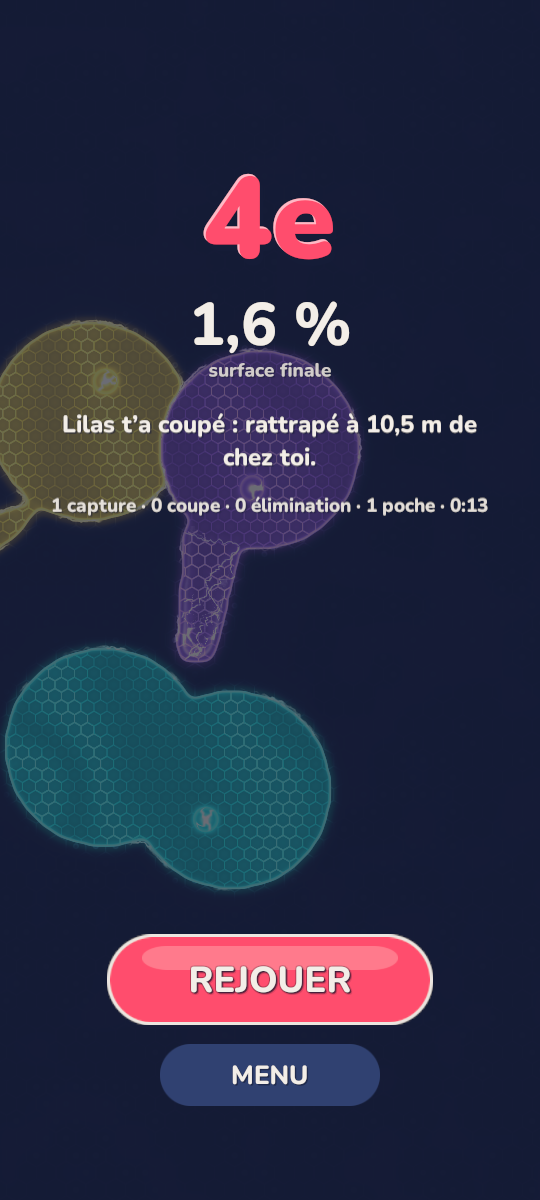 4e
1,6 %
surface finale
Lilas t’a coupé : rattrapé à 10,5 m de
chez toi.
1 capture · 0 coupe · 0 élimination · 1 poche · 0:13
REJOUER
MENU